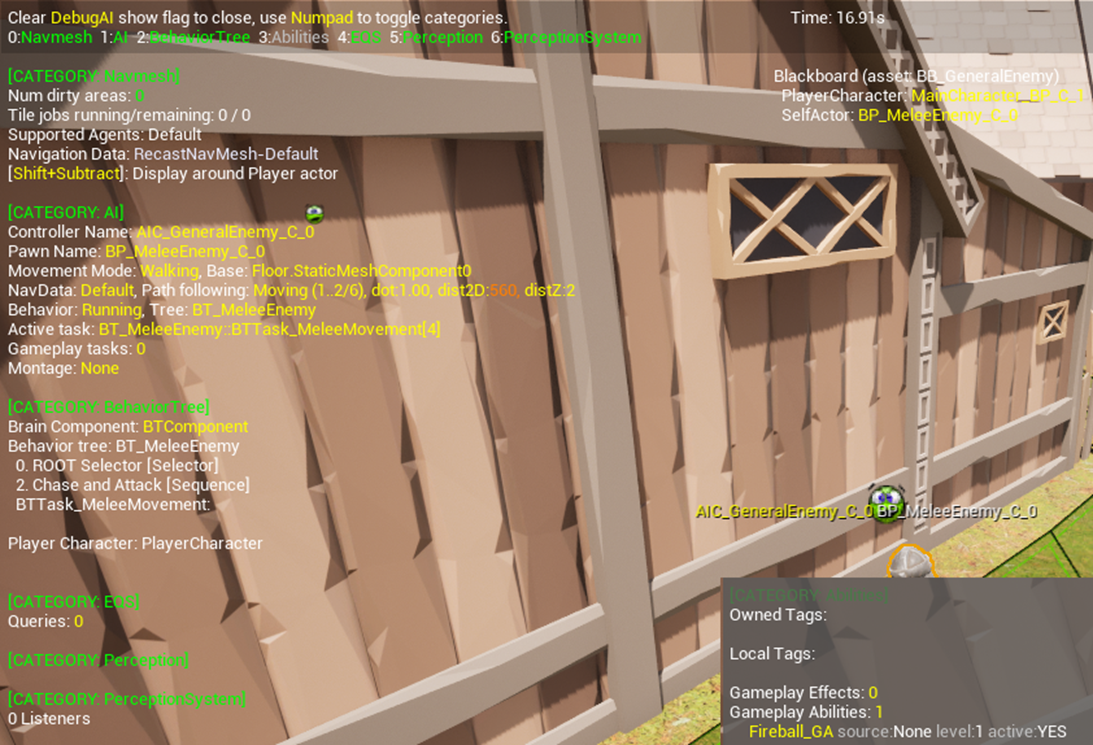 Clear DebugAI show flag to close, use Numpad to toggle categories.
Time: 16.91s
0:Navmesh 1:AI 2:BehaviorTree 3:Abilities 4:EQS 5:Perception 6:PerceptionSystem
[CATEGORY: Navmesh]
Num dirty areas: 0
Tile jobs running/remaining: 0 / 0
Supported Agents: Default
Navigation Data: RecastNavMesh-Default
[Shift+Subtract]: Display around Player actor
Blackboard (asset: BB_GeneralEnemy)
PlayerCharacter: MainCharacter_BP_C_1
SelfActor: BP_MeleeEnemy_C_0
[CATEGORY: AI]
Controller Name: AIC_GeneralEnemy_C_0
Pawn Name: BP_MeleeEnemy_C_0
Movement Mode: Walking, Base: Floor.StaticMeshComponent0
NavData: Default, Path following: Moving (1..2/6), dot:1.00, dist2D:560, distZ:2
Behavior: Running, Tree: BT_MeleeEnemy
Active task: BT_MeleeEnemy::BTTask_MeleeMovement[4]
Gameplay tasks: 0
Montage: None
[CATEGORY: BehaviorTree]
Brain Component: BTComponent
Behavior tree: BT_MeleeEnemy
0. ROOT Selector [Selector]
2. Chase and Attack [Sequence]
BTTask_MeleeMovement:
Player Character: PlayerCharacter
[CATEGORY: EQS]
Queries: 0
[CATEGORY: Perception]
[CATEGORY: PerceptionSystem]
0 Listeners
AIC_GeneralEnemy_C_0 BP_MeleeEnemy_C_0
[CATEGORY: Abilities]
Owned Tags:
Local Tags:
Gameplay Effects: 0
Gameplay Abilities: 1
Fireball_GA source:None level:1 active:YES